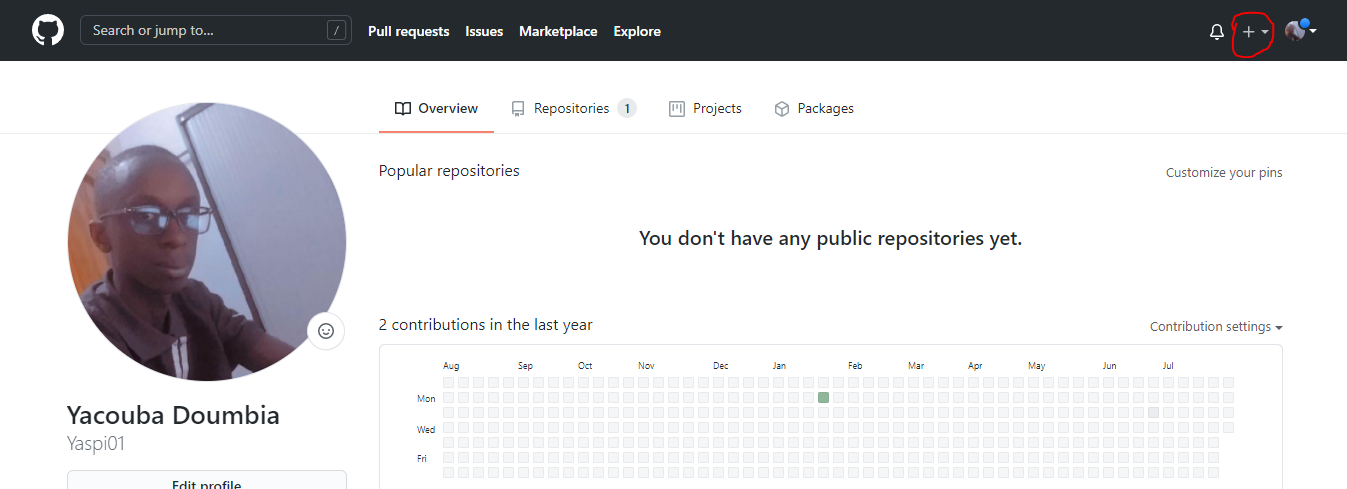 Search or jump to... /
Pull requests Issues Marketplace Explore
Overview Repositories 1 Projects Packages
Popular repositories Customize your pins
You don't have any public repositories yet.
2 contributions in the last year Contribution settings
Aug Sep Oct Nov Dec Jan Feb Mar Apr May Jun Jul
Mon
Wed
Fri
Yacouba Doumbia
Yaspi01
Edit profile